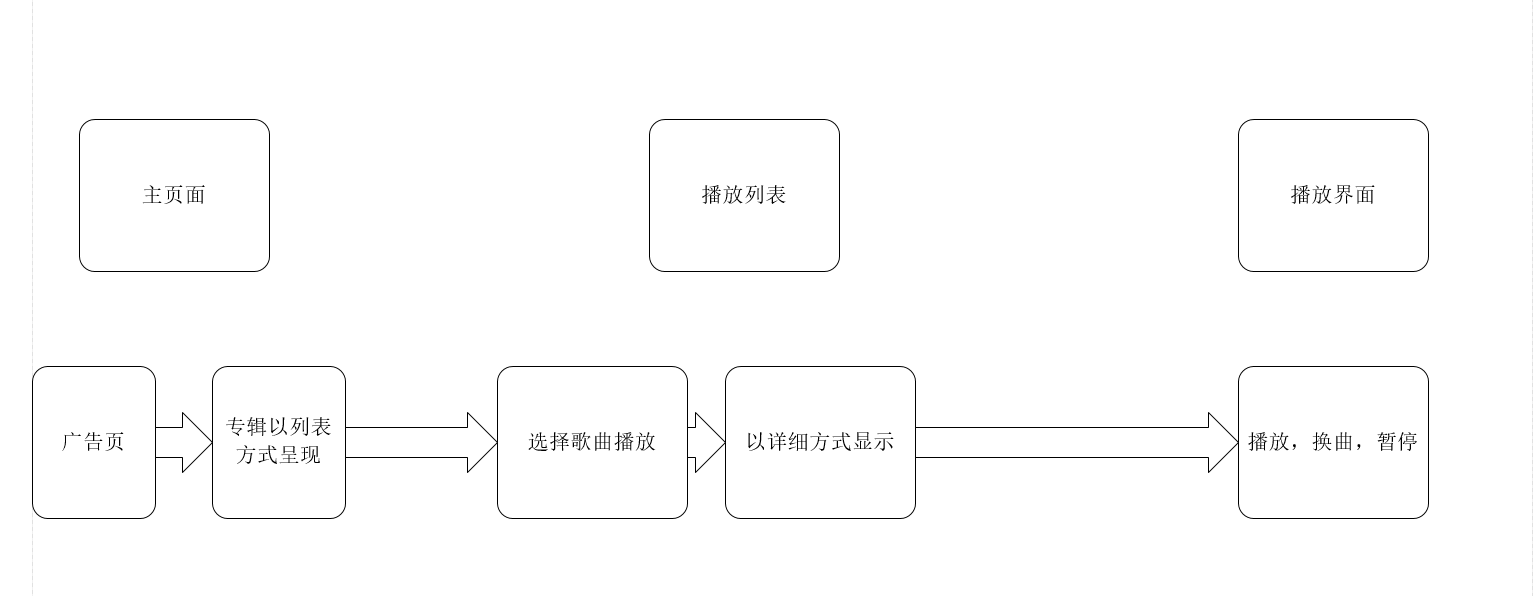 主页面
播放列表
播放界面
广告页
专辑以列表
方式呈现
选择歌曲播放
以详细方式显示
播放，换曲，暂停